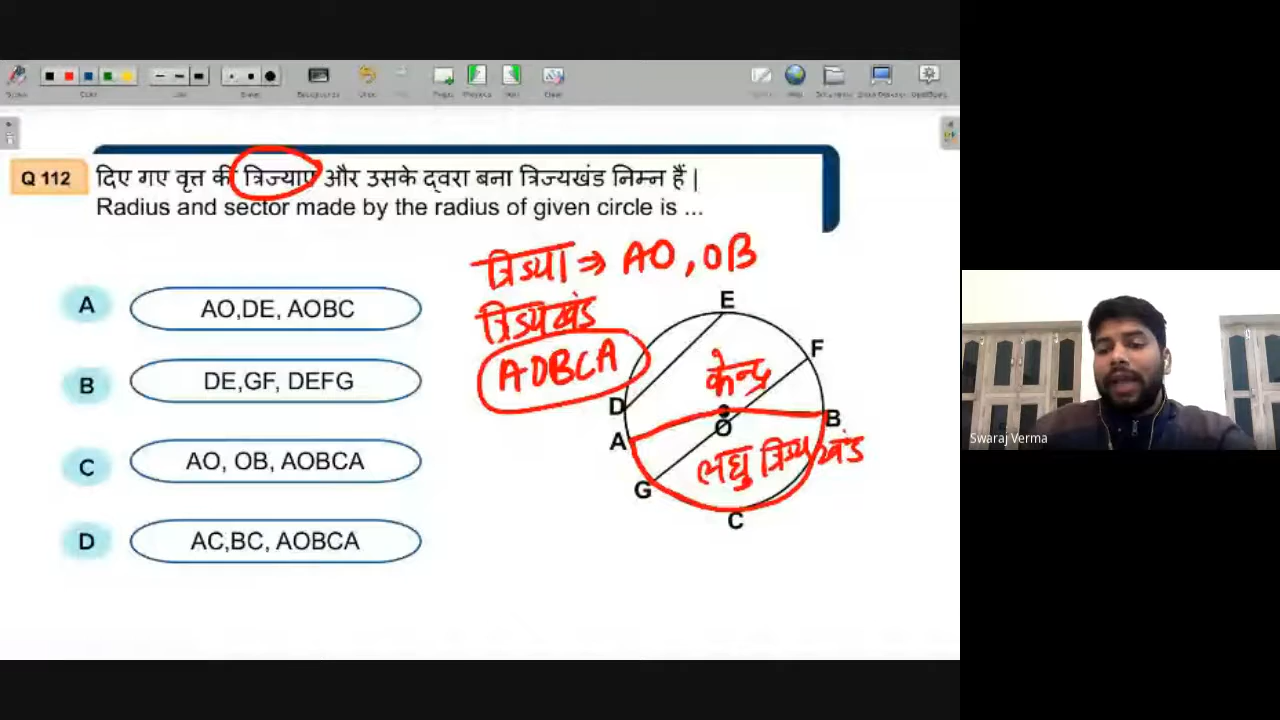 Q 112
दिए गए वृत्त की त्रिज्याए और उसके द्वरा बना त्रिज्यखंड निम्न हैं |
Radius and sector made by the radius of given circle is ...
त्रिज्या ⇒ AO, OB
त्रिज्यखंड
AOBCA
A AO,DE, AOBC
B DE,GF, DEFG
C AO, OB, AOBCA
D AC,BC, AOBCA
E
F
केन्द्र
D
B
O
A
लघु त्रिज्यखंड
G
C
Swaraj Verma